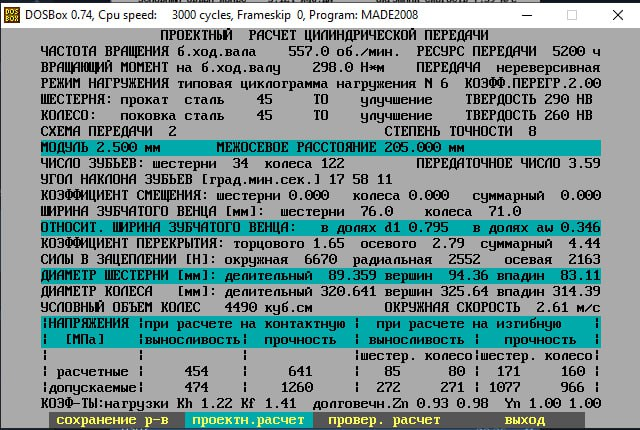 DOSBox 0.74, Cpu speed: 3000 cycles, Frameskip 0, Program: MADE2008
ПРОЕКТНЫЙ РАСЧЕТ ЦИЛИНДРИЧЕСКОЙ ПЕРЕДАЧИ
ЧАСТОТА ВРАЩЕНИЯ б.ход.вала 557.0 об./мин. РЕСУРС ПЕРЕДАЧИ 5200 ч
ВРАЩАЮЩИЙ МОМЕНТ на б.ход.валу 298.0 Н*м ПЕРЕДАЧА нереверсивная
РЕЖИМ НАГРУЖЕНИЯ типовая циклограмма нагружения N 6 КОЭФФ.ПЕРЕГР.2.00
ШЕСТЕРНЯ: прокат сталь 45 ТО улучшение ТВЕРДОСТЬ 290 HB
КОЛЕСО: поковка сталь 45 ТО улучшение ТВЕРДОСТЬ 260 HB
СХЕМА ПЕРЕДАЧИ 2 СТЕПЕНЬ ТОЧНОСТИ 8
МОДУЛЬ 2.500 мм МЕЖОСЕВОЕ РАССТОЯНИЕ 205.000 мм
ЧИСЛО ЗУБЬЕВ: шестерни 34 колеса 122 ПЕРЕДАТОЧНОЕ ЧИСЛО 3.59
УГОЛ НАКЛОНА ЗУБЬЕВ [град.мин.сек.] 17 58 11
КОЭФФИЦИЕНТ СМЕЩЕНИЯ: шестерни 0.000 колеса 0.000 суммарный 0.000
ШИРИНА ЗУБЧАТОГО ВЕНЦА [мм]: шестерни 76.0 колеса 71.0
ОТНОСИТ. ШИРИНА ЗУБЧАТОГО ВЕНЦА: в долях d1 0.795 в долях aw 0.346
КОЭФФИЦИЕНТ ПЕРЕКРЫТИЯ: торцового 1.65 осевого 2.79 суммарный 4.44
СИЛЫ В ЗАЦЕПЛЕНИИ [Н]: окружная 6670 радиальная 2552 осевая 2163
ДИАМЕТР ШЕСТЕРНИ [мм]: делительный 89.359 вершин 94.36 впадин 83.11
ДИАМЕТР КОЛЕСА [мм]: делительный 320.641 вершин 325.64 впадин 314.39
УСЛОВНЫЙ ОБЪЕМ КОЛЕС 4490 куб.см ОКРУЖНАЯ СКОРОСТЬ 2.61 м/с
¦НАПРЯЖЕНИЯ ¦при расчете на контактную ¦ при расчете на изгибную ¦
¦ [МПа] ¦выносливость¦ прочность ¦ выносливость ¦ прочность ¦
¦ ¦ ¦ ¦шестер. колесо¦шестер. колесо¦
¦ расчетные ¦ 454 ¦ 641 ¦ 85 80 ¦ 171 160 ¦
¦допускаемые ¦ 474 ¦ 1260 ¦ 272 271 ¦ 1077 966 ¦
КОЭФ-ТЫ:нагрузки Kh 1.22 Kf 1.41 долговечн.Zn 0.93 0.98 Yn 1.00 1.00
сохранение р-в проектн.расчет провер. расчет выход